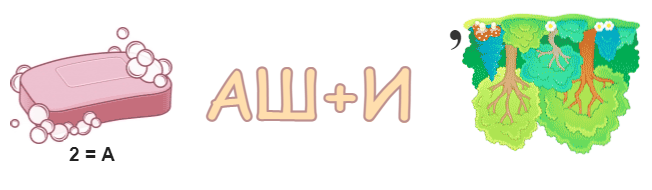 АШ+И ,
2 = А